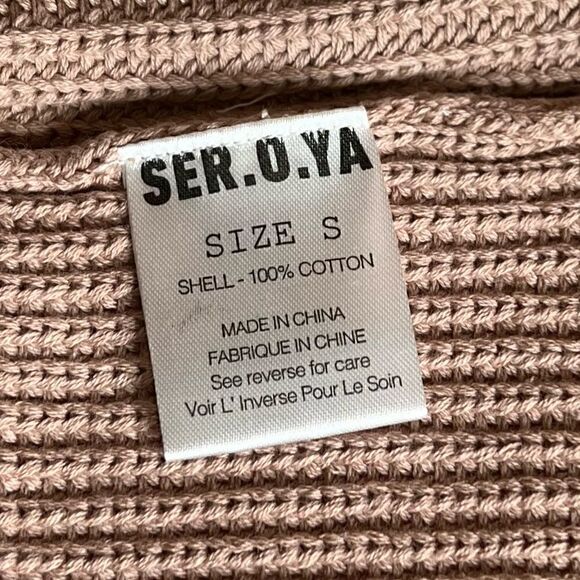 SER.O.YA
SIZE S
SHELL - 100% COTTON
MADE IN CHINA
FABRIQUE IN CHINE
See reverse for care
Voir L' Inverse Pour Le Soin